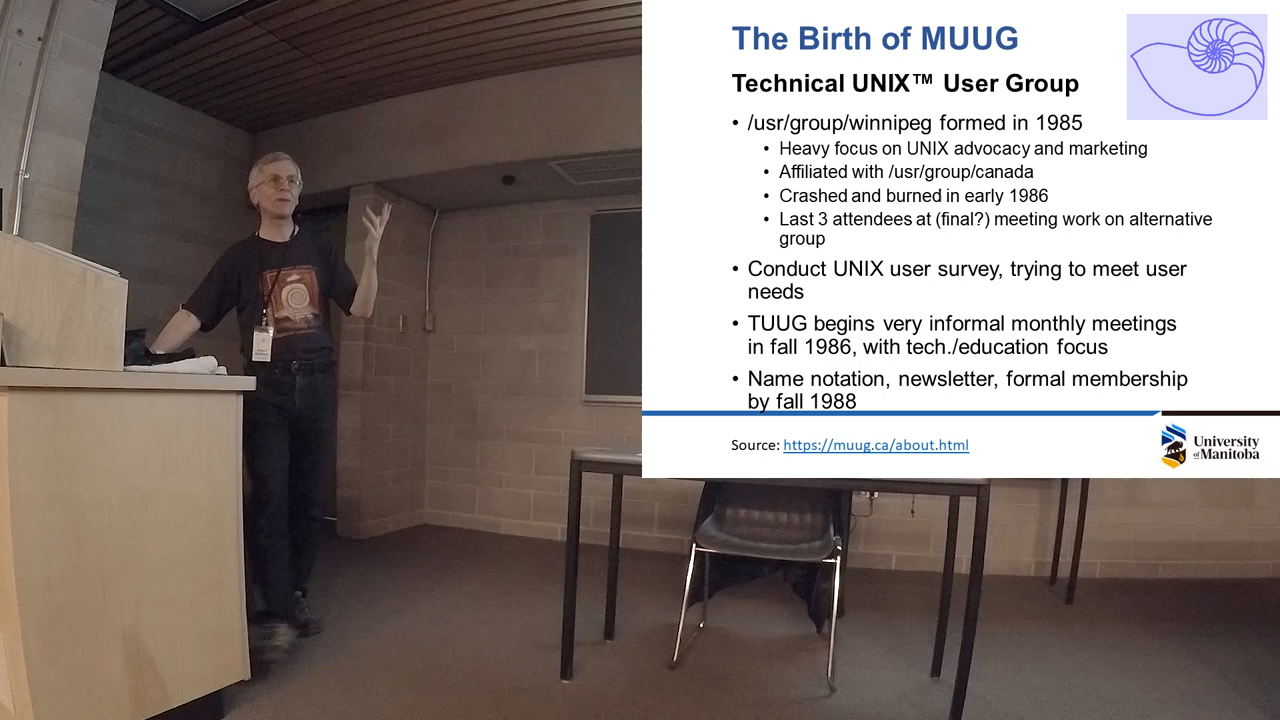 The Birth of MUUG
Technical UNIX™ User Group
• /usr/group/winnipeg formed in 1985
• Heavy focus on UNIX advocacy and marketing
• Affiliated with /usr/group/canada
• Crashed and burned in early 1986
• Last 3 attendees at (final?) meeting work on alternative
group
• Conduct UNIX user survey, trying to meet user
needs
• TUUG begins very informal monthly meetings
in fall 1986, with tech./education focus
• Name notation, newsletter, formal membership
by fall 1988
Source: https://muug.ca/about.html
University
of Manitoba